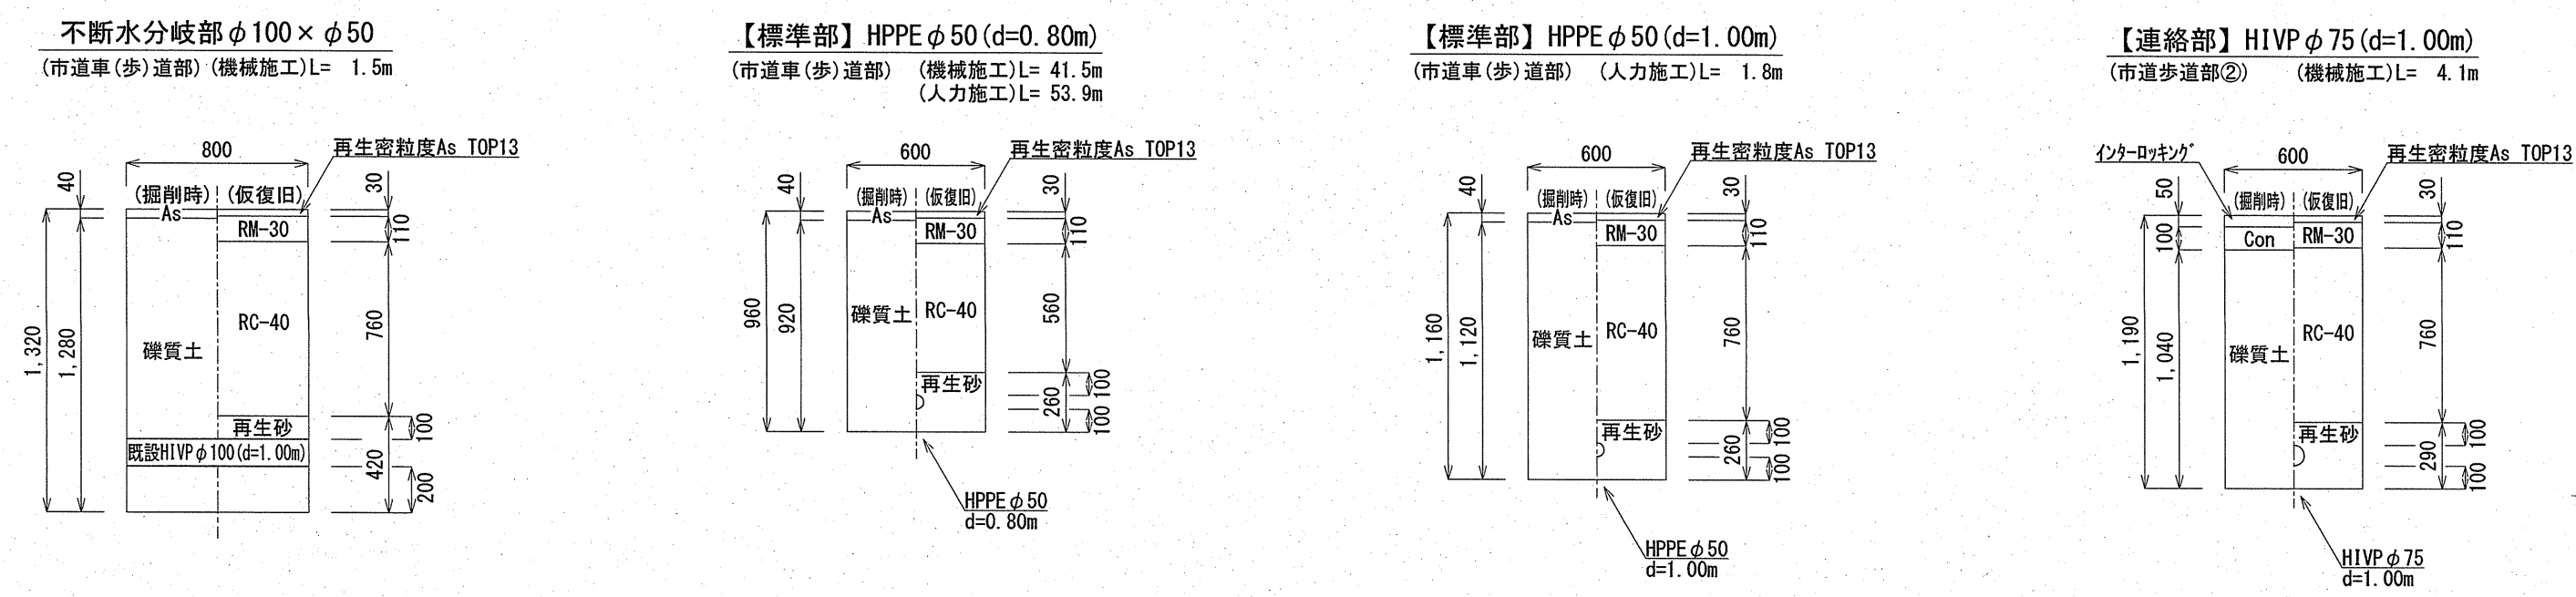 不断水分岐部φ100×φ50
(市道車(歩)道部) (機械施工)L= 1.5m
800
再生密粒度As TOP13
40
(掘削時)
(仮復旧)
30
As
RM-30
110
1,320
1,280
礫質土
RC-40
760
再生砂
100
既設HIVPφ100(d=1.00m)
420
200
【標準部】HPPEφ50(d=0.80m)
(市道車(歩)道部) (機械施工)L= 41.5m
(人力施工)L= 53.9m
600
再生密粒度As TOP13
40
(掘削時)
(仮復旧)
30
As
RM-30
110
960
920
礫質土
RC-40
560
再生砂
100
260
100
HPPEφ50
d=0.80m
【標準部】HPPEφ50(d=1.00m)
(市道車(歩)道部) (人力施工)L= 1.8m
600
再生密粒度As TOP13
40
(掘削時)
(仮復旧)
30
As
RM-30
110
1,160
1,120
礫質土
RC-40
760
再生砂
100
260
100
HPPEφ50
d=1.00m
【連絡部】HIVPφ75(d=1.00m)
(市道歩道部②) (機械施工)L= 4.1m
インターロッキング
600
再生密粒度As TOP13
50
(掘削時)
(仮復旧)
30
100
Con
RM-30
110
1,190
1,040
礫質土
RC-40
760
再生砂
100
290
100
HIVPφ75
d=1.00m